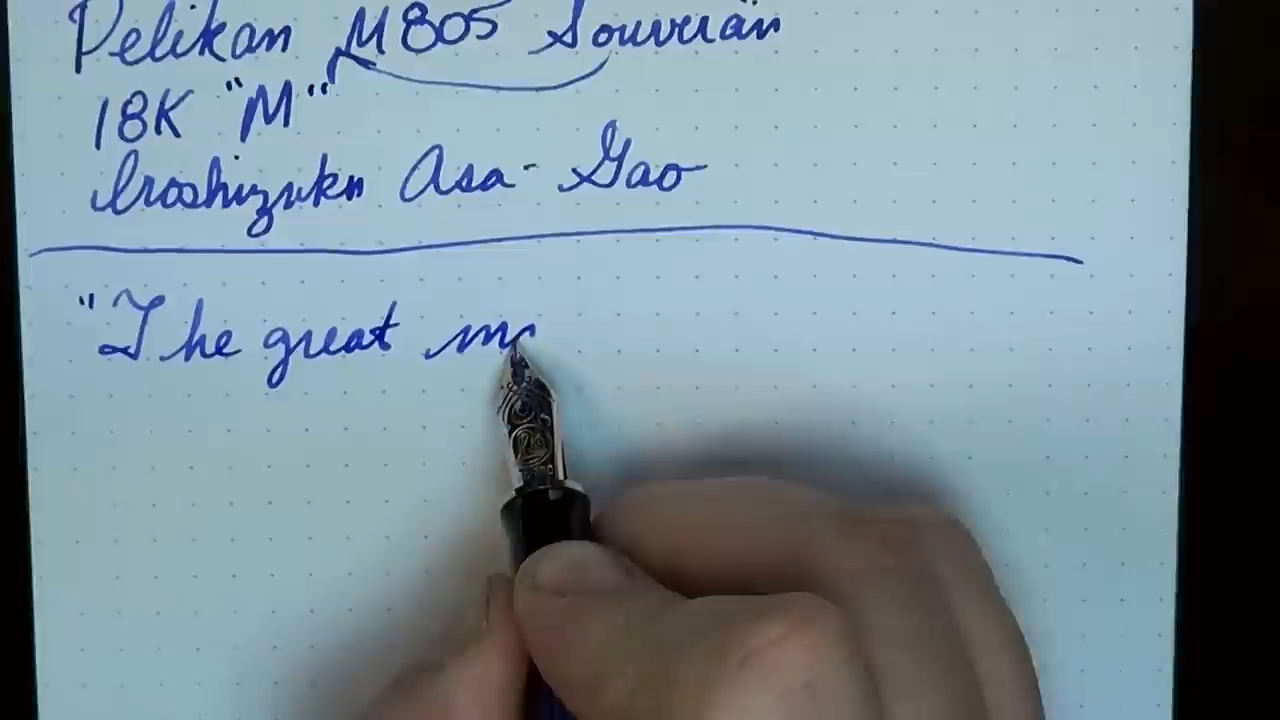 Pelikan M805 Souverän
18K "M"
Iroshizuku Asa-Gao
"The great